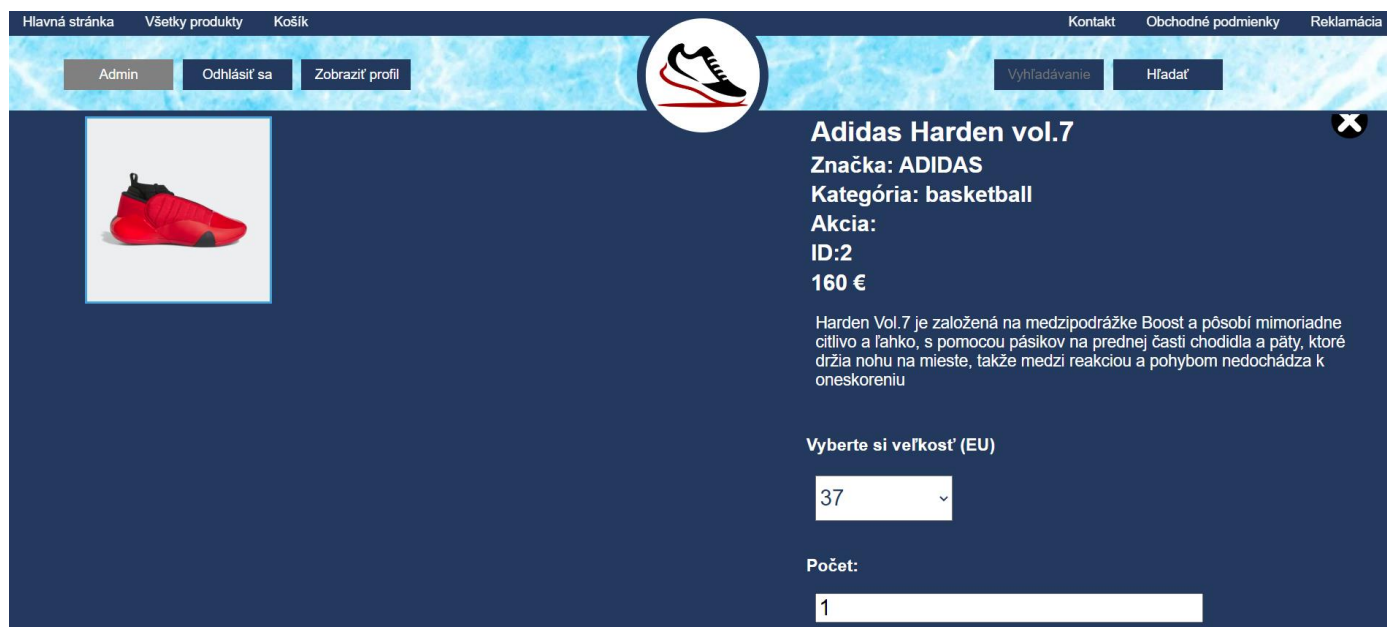 Hlavná stránka Všetky produkty Košík Kontakt Obchodné podmienky Reklamácia
Admin Odhlásiť sa Zobraziť profil Vyhľadávanie Hľadať
Adidas Harden vol.7
Značka: ADIDAS
Kategória: basketball
Akcia:
ID:2
160 €
Harden Vol.7 je založená na medzipodrážke Boost a pôsobí mimoriadne
citlivo a ľahko, s pomocou pásikov na prednej časti chodidla a päty, ktoré
držia nohu na mieste, takže medzi reakciou a pohybom nedochádza k
oneskoreniu
Vyberte si veľkosť (EU)
37
Počet:
1